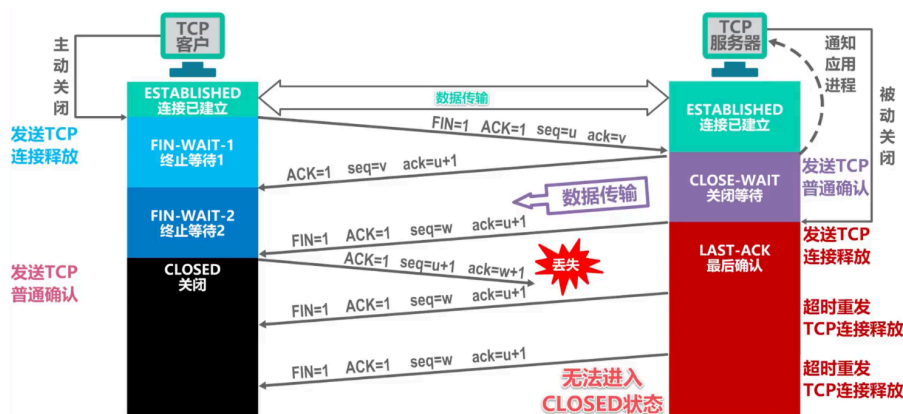 TCP
客户
TCP
服务器
主
动
关
闭
通知
应用
进程
被
动
关
闭
ESTABLISHED
连接已建立
数据传输
ESTABLISHED
连接已建立
FIN=1 ACK=1 seq=u ack=v
发送TCP
连接释放
FIN-WAIT-1
终止等待1
ACK=1 seq=v ack=u+1
CLOSE-WAIT
关闭等待
发送TCP
普通确认
数据传输
FIN-WAIT-2
终止等待2
FIN=1 ACK=1 seq=w ack=u+1
发送TCP
连接释放
LAST-ACK
最后确认
CLOSED
关闭
发送TCP
普通确认
ACK=1 seq=u+1 ack=w+1
丢失
FIN=1 ACK=1 seq=w ack=u+1
超时重发
TCP连接释放
FIN=1 ACK=1 seq=w ack=u+1
超时重发
TCP连接释放
无法进入
CLOSED状态